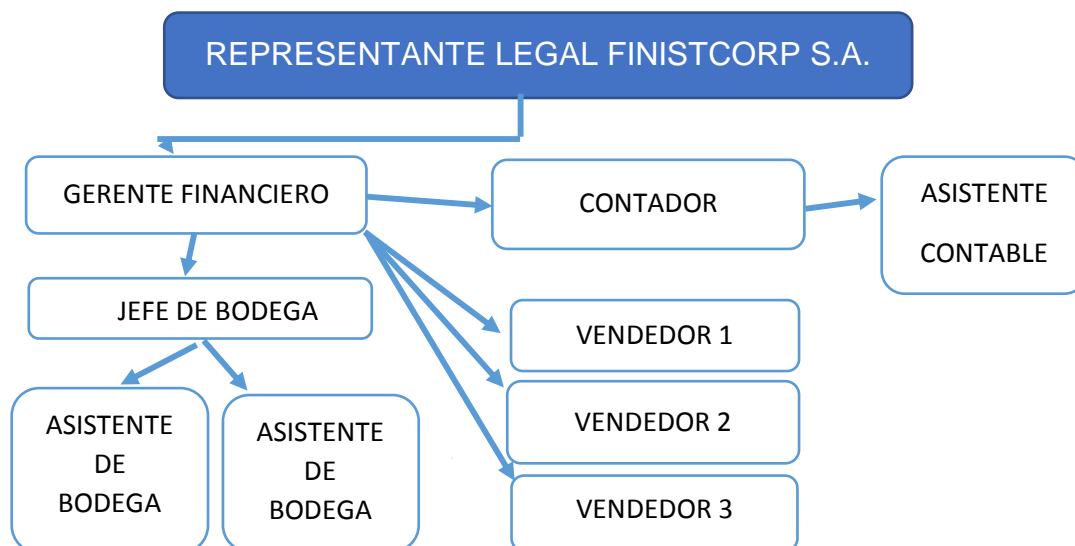 REPRESENTANTE LEGAL FINISTCORP S.A.
GERENTE FINANCIERO
CONTADOR
ASISTENTE
CONTABLE
JEFE DE BODEGA
VENDEDOR 1
VENDEDOR 2
VENDEDOR 3
ASISTENTE
DE
BODEGA
ASISTENTE
DE
BODEGA